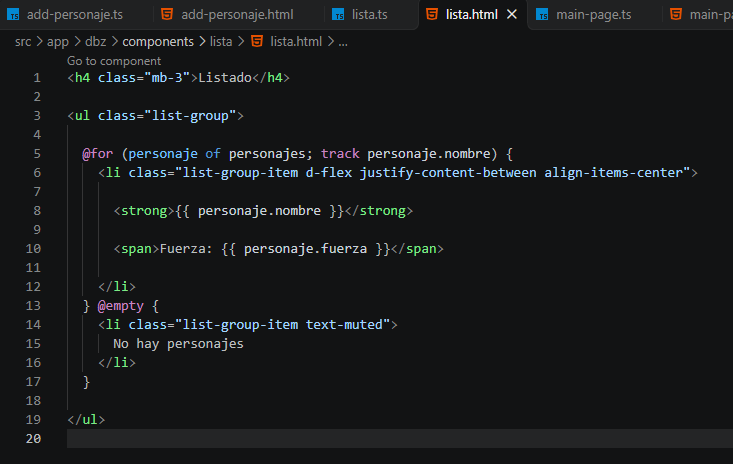 add-personaje.ts add-personaje.html lista.ts lista.html main-page.ts
src > app > dbz > components > lista > lista.html > ...
Go to component
1 <h4 class="mb-3">Listado</h4>
2
3 <ul class="list-group">
4
5 @for (personaje of personajes; track personaje.nombre) {
6 <li class="list-group-item d-flex justify-content-between align-items-center">
7
8 <strong>{{ personaje.nombre }}</strong>
9
10 <span>Fuerza: {{ personaje.fuerza }}</span>
11
12 </li>
13 } @empty {
14 <li class="list-group-item text-muted">
15 No hay personajes
16 </li>
17 }
18
19 </ul>
20